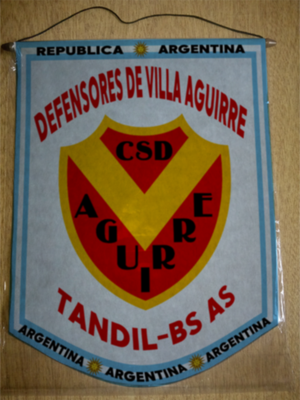 REPUBLICA ARGENTINA
DEFENSORES DE VILLA AGUIRRE
CSD
AGUIRRE
TANDIL-BS AS
ARGENTINA ARGENTINA ARGENTINA